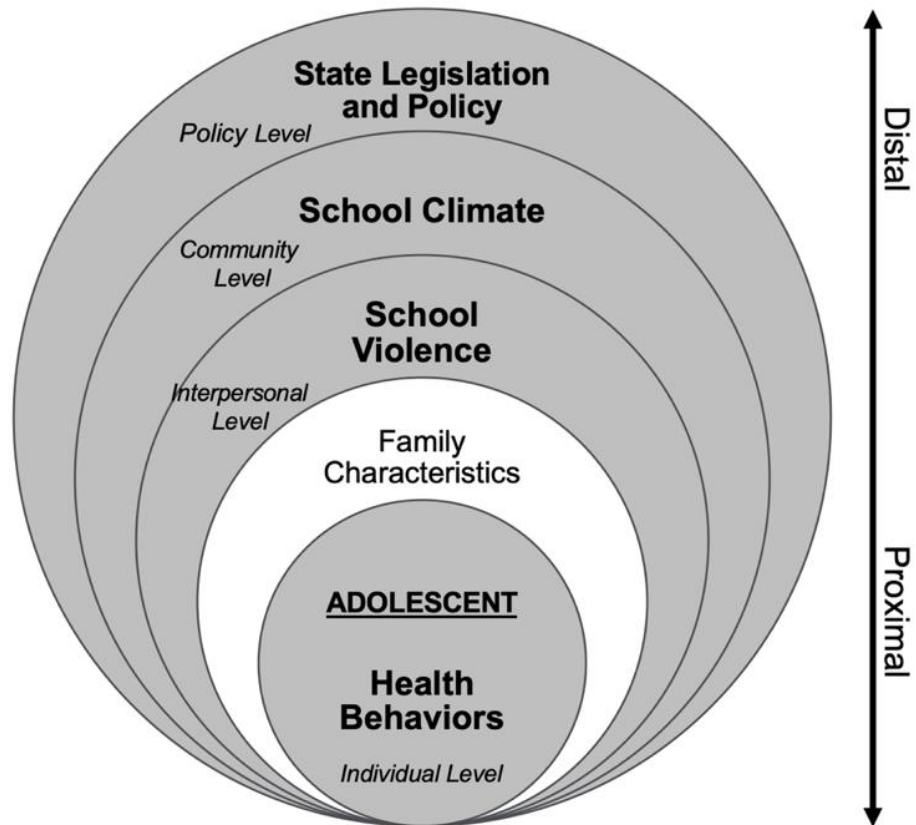 State Legislation
and Policy
Policy Level
School Climate
Community
Level
School
Violence
Interpersonal
Level
Family
Characteristics
ADOLESCENT
Health
Behaviors
Individual Level
Distal
Proximal